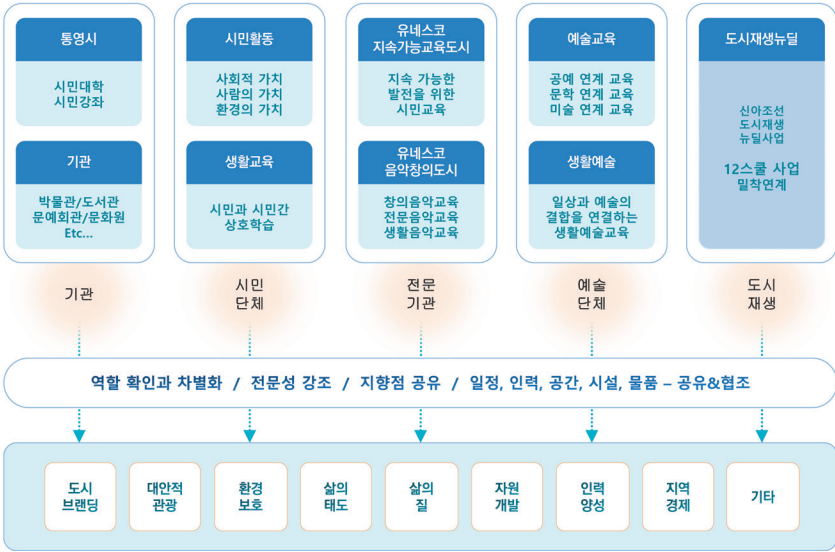 통영시
시민대학
시민강좌
기관
박물관/도서관
문예회관/문화원
Etc...
시민활동
사회적 가치
사람의 가치
환경의 가치
생활교육
시민과 시민간
상호학습
유네스코
지속가능교육도시
지속 가능한
발전을 위한
시민교육
유네스코
음악창의도시
창의음악교육
전문음악교육
생활음악교육
예술교육
공예 연계 교육
문학 연계 교육
미술 연계 교육
생활예술
일상과 예술의
결합을 연결하는
생활예술교육
도시재생뉴딜
신아조선
도시재생
뉴딜사업
12스쿨 사업
밀착연계
기관
시민
단체
전문
기관
예술
단체
도시
재생
역할 확인과 차별화 / 전문성 강조 / 지향점 공유 / 일정, 인력, 공간, 시설, 물품 – 공유&협조
도시
브랜딩
대안적
관광
환경
보호
삶의
태도
삶의
질
자원
개발
인력
양성
지역
경제
기타